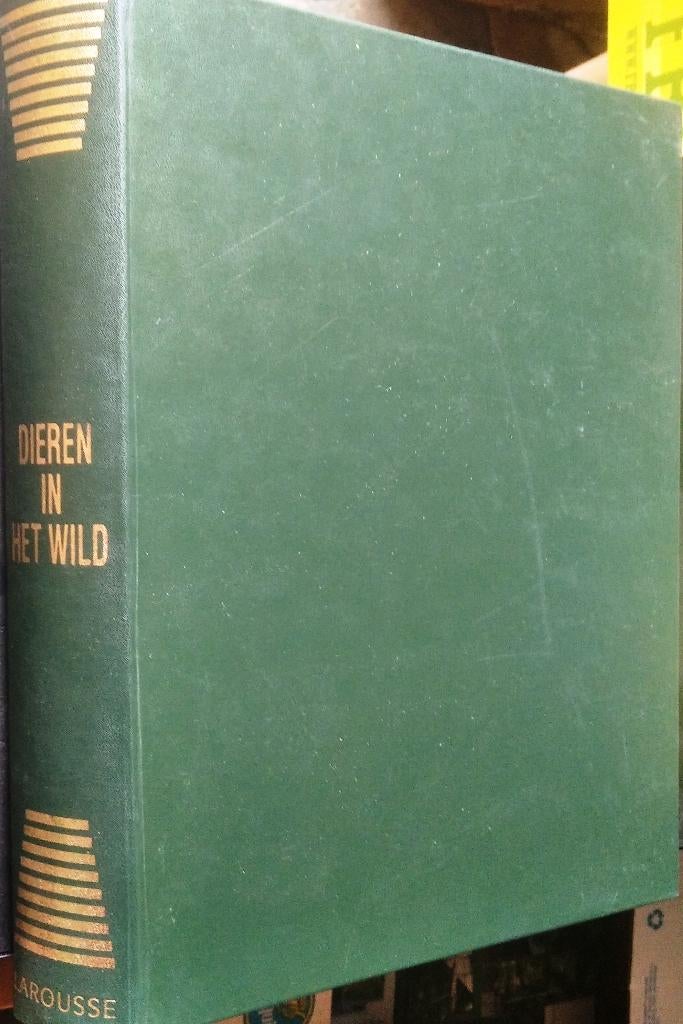 DIEREN
IN
HET WILD
LAROUSSE